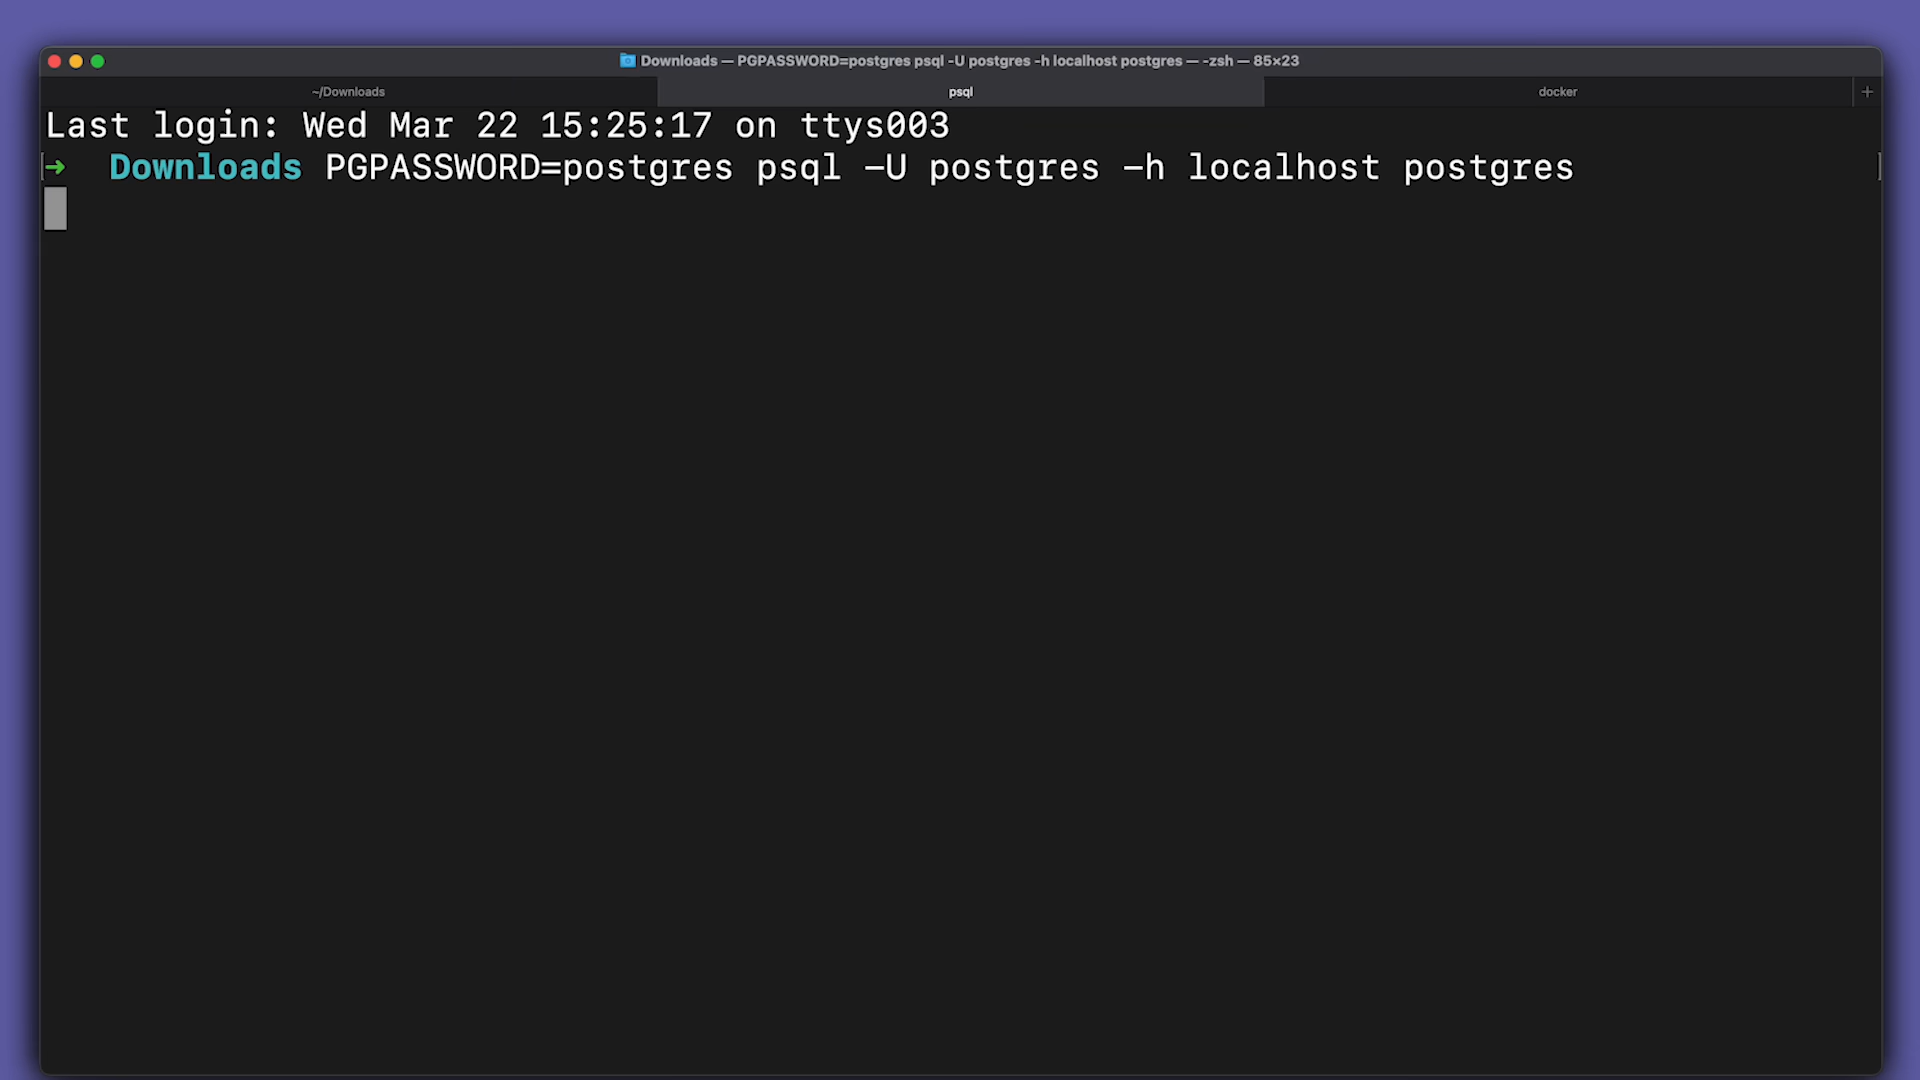 Downloads — PGPASSWORD=postgres psql -U postgres -h localhost postgres — -zsh — 85×23
~/Downloads
psql
docker
+
Last login: Wed Mar 22 15:25:17 on ttys003
➜ Downloads PGPASSWORD=postgres psql -U postgres -h localhost postgres